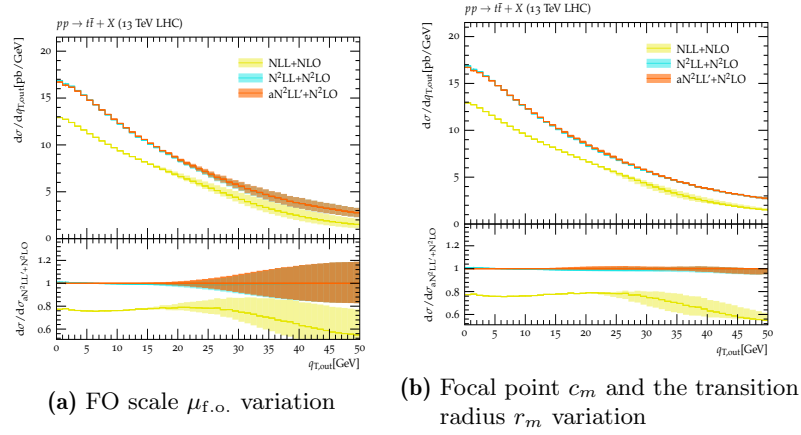 pp → tt̄ + X (13 TeV LHC)
dσ/dq_T,out[pb/GeV]
20
15
10
5
0
NLL+NLO
N²LL+N²LO
aN²LL′+N²LO
dσ/dσ_aN²LL′+N²LO
1.2
1
0.8
0.6
0 5 10 15 20 25 30 35 40 45 50
q_T,out[GeV]
(a) FO scale μ_f.o. variation
pp → tt̄ + X (13 TeV LHC)
dσ/dq_T,out[pb/GeV]
20
15
10
5
0
NLL+NLO
N²LL+N²LO
aN²LL′+N²LO
dσ/dσ_aN²LL′+N²LO
1.2
1
0.8
0.6
0 5 10 15 20 25 30 35 40 45 50
q_T,out[GeV]
(b) Focal point c_m and the transition
radius r_m variation